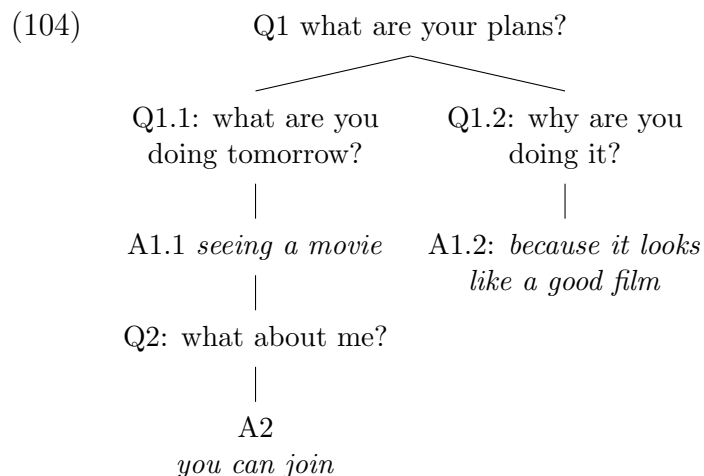 (104) Q1 what are your plans?
Q1.1: what are you
doing tomorrow?
Q1.2: why are you
doing it?
A1.1 seeing a movie
A1.2: because it looks
like a good film
Q2: what about me?
A2
you can join